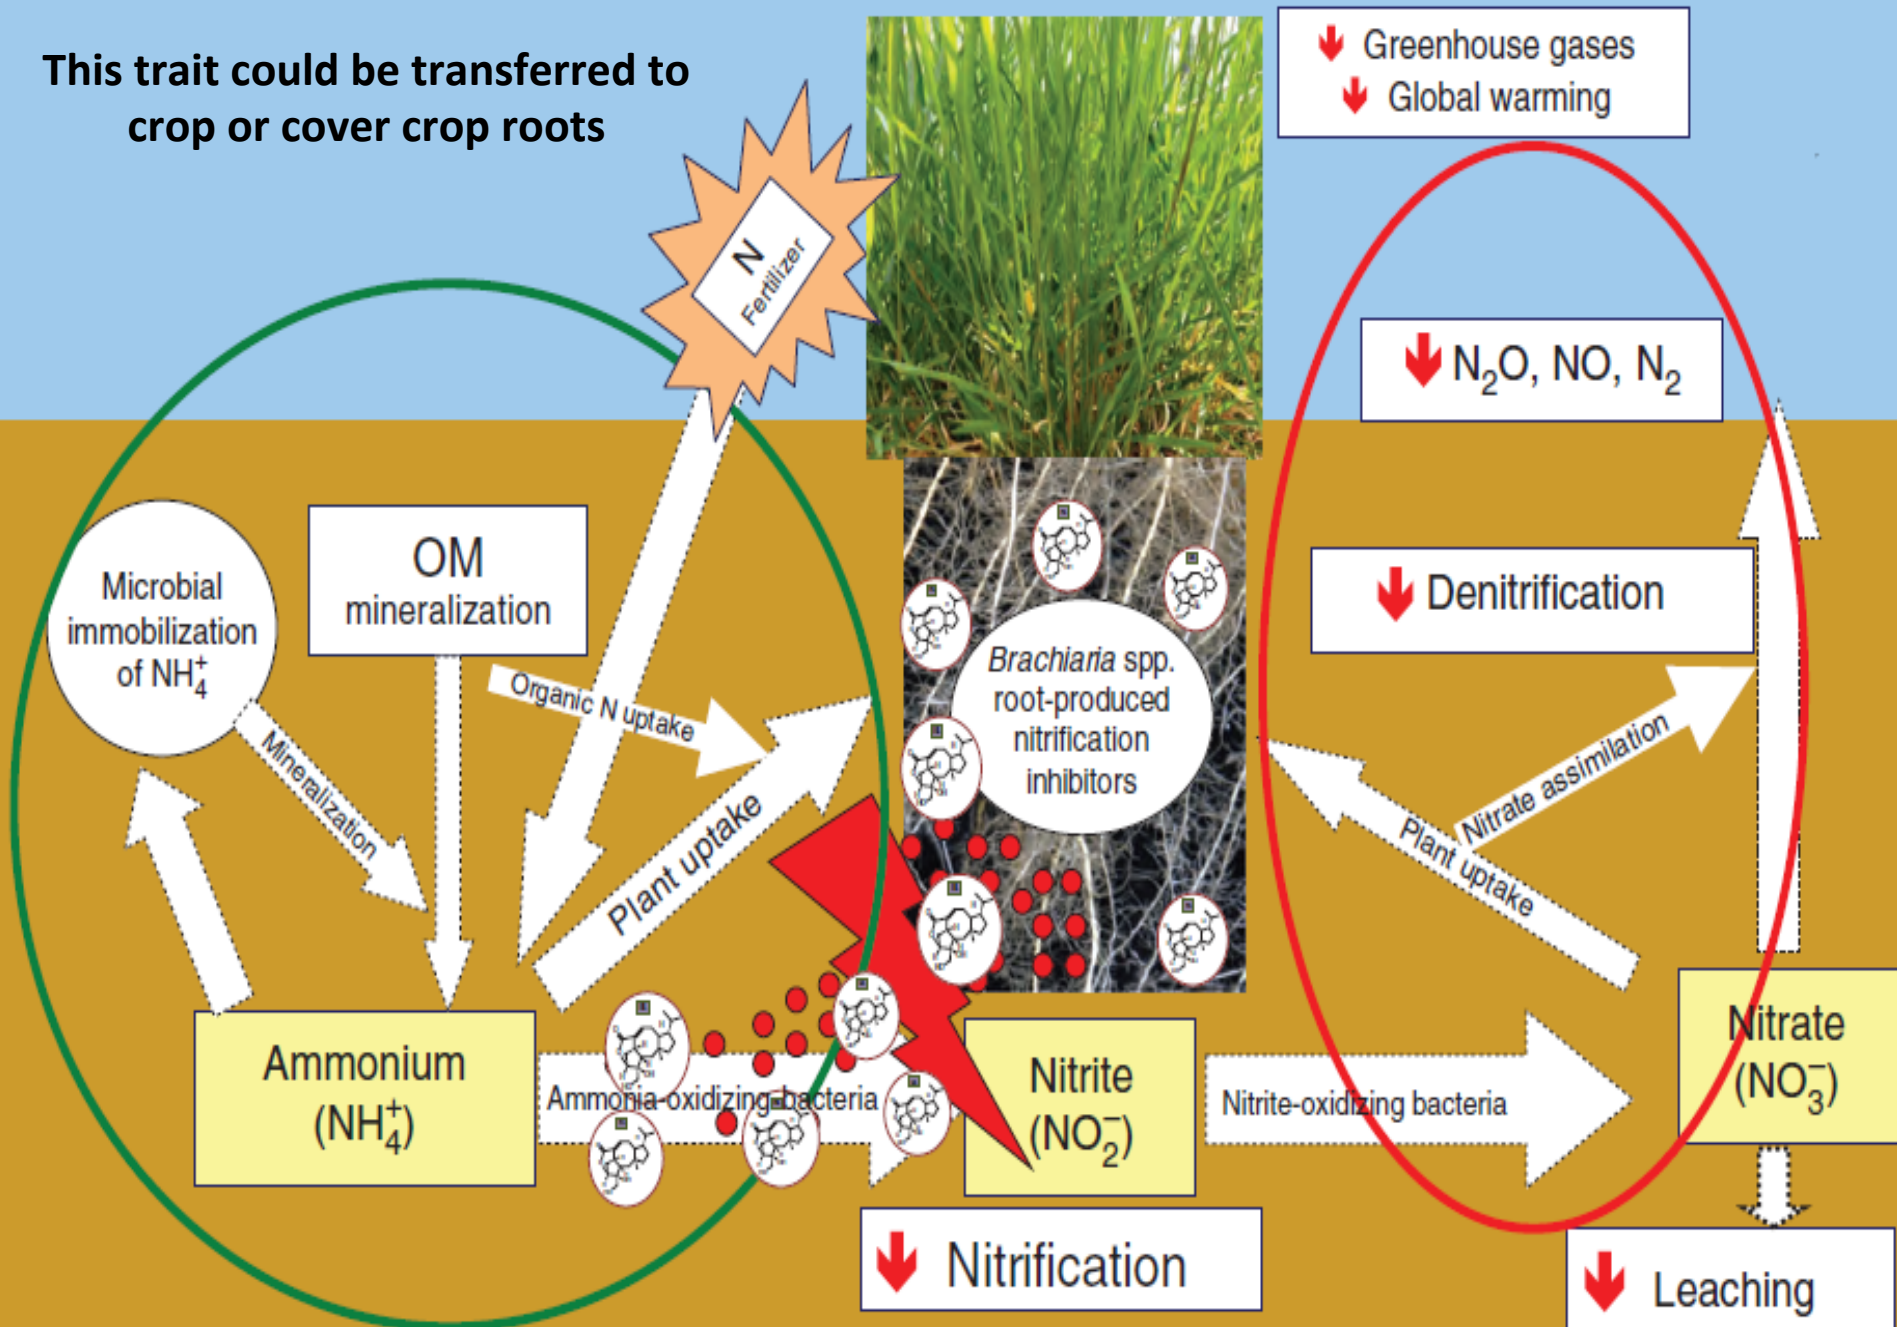 This trait could be transferred to
crop or cover crop roots
N
Fertilizer
Greenhouse gases
Global warming
N₂O, NO, N₂
Microbial
immobilization
of NH₄⁺
OM
mineralization
Organic N uptake
Mineralization
Plant uptake
Brachiaria spp.
root-produced
nitrification
inhibitors
Denitrification
Nitrate assimilation
Plant uptake
Ammonium
(NH₄⁺)
Ammonia-oxidizing bacteria
Nitrite
(NO₂⁻)
Nitrite-oxidizing bacteria
Nitrate
(NO₃⁻)
Nitrification
Leaching